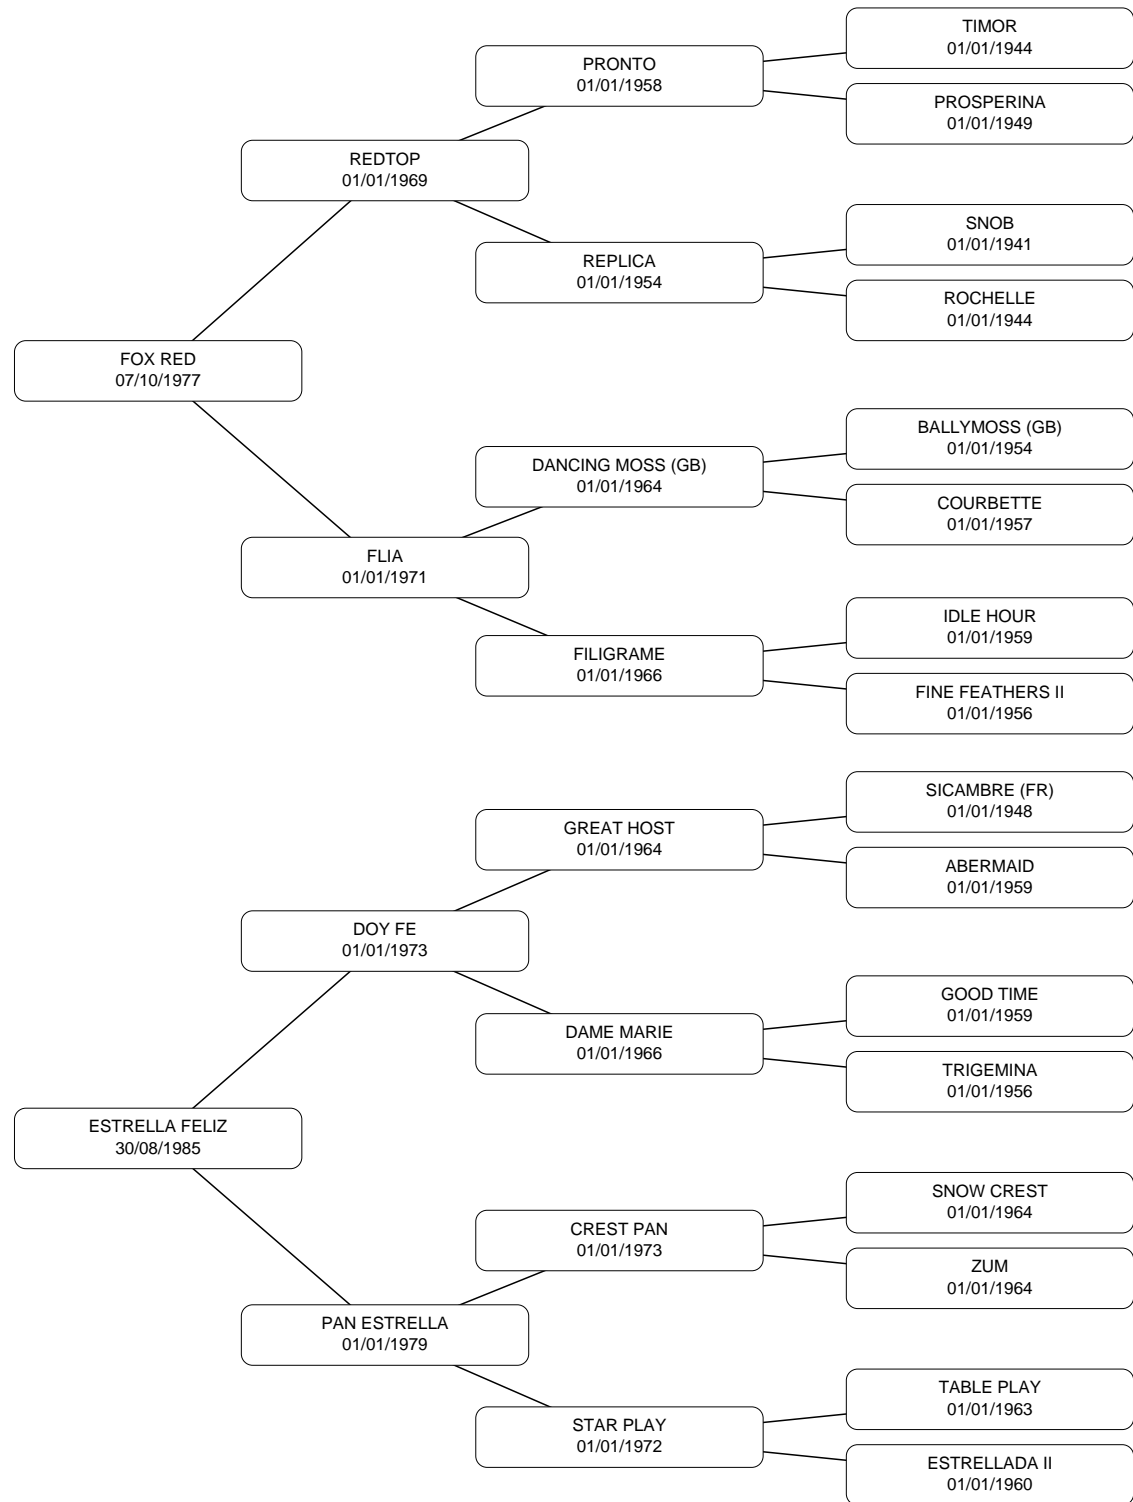 TIMOR
01/01/1944
PRONTO
01/01/1958
PROSPERINA
01/01/1949
REDTOP
01/01/1969
SNOB
01/01/1941
REPLICA
01/01/1954
ROCHELLE
01/01/1944
FOX RED
07/10/1977
BALLYMOSS (GB)
01/01/1954
DANCING MOSS (GB)
01/01/1964
COURBETTE
01/01/1957
FLIA
01/01/1971
IDLE HOUR
01/01/1959
FILIGRAME
01/01/1966
FINE FEATHERS II
01/01/1956
SICAMBRE (FR)
01/01/1948
GREAT HOST
01/01/1964
ABERMAID
01/01/1959
DOY FE
01/01/1973
GOOD TIME
01/01/1959
DAME MARIE
01/01/1966
TRIGEMINA
01/01/1956
ESTRELLA FELIZ
30/08/1985
SNOW CREST
01/01/1964
CREST PAN
01/01/1973
ZUM
01/01/1964
PAN ESTRELLA
01/01/1979
TABLE PLAY
01/01/1963
STAR PLAY
01/01/1972
ESTRELLADA II
01/01/1960